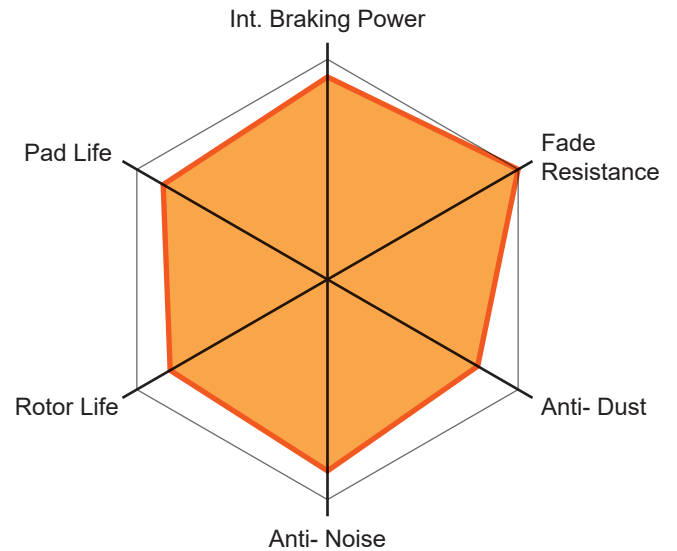 Int. Braking Power
Pad Life
Fade
Resistance
Rotor Life
Anti- Dust
Anti- Noise